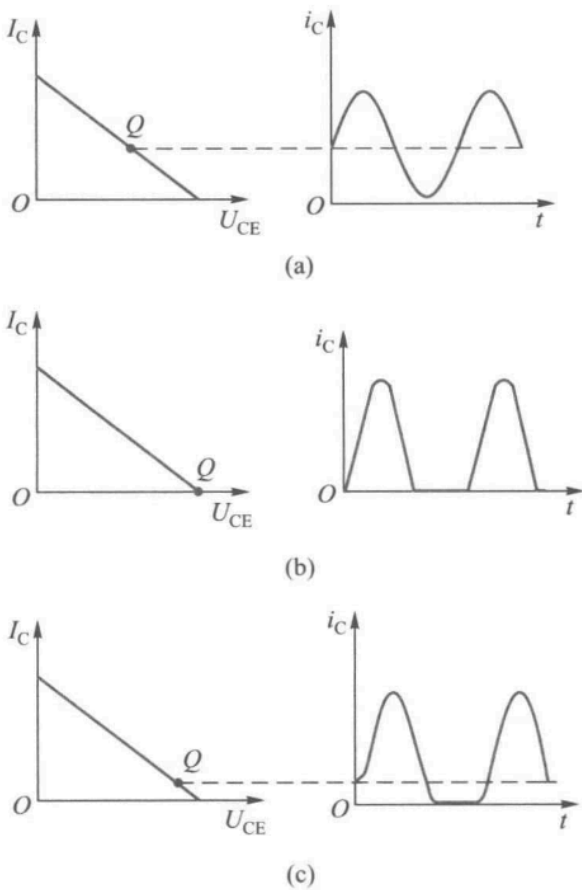 I_C
i_C
Q
O
U_CE
O
t
(a)
I_C
i_C
Q
O
U_CE
O
t
(b)
I_C
i_C
Q
O
U_CE
O
t
(c)